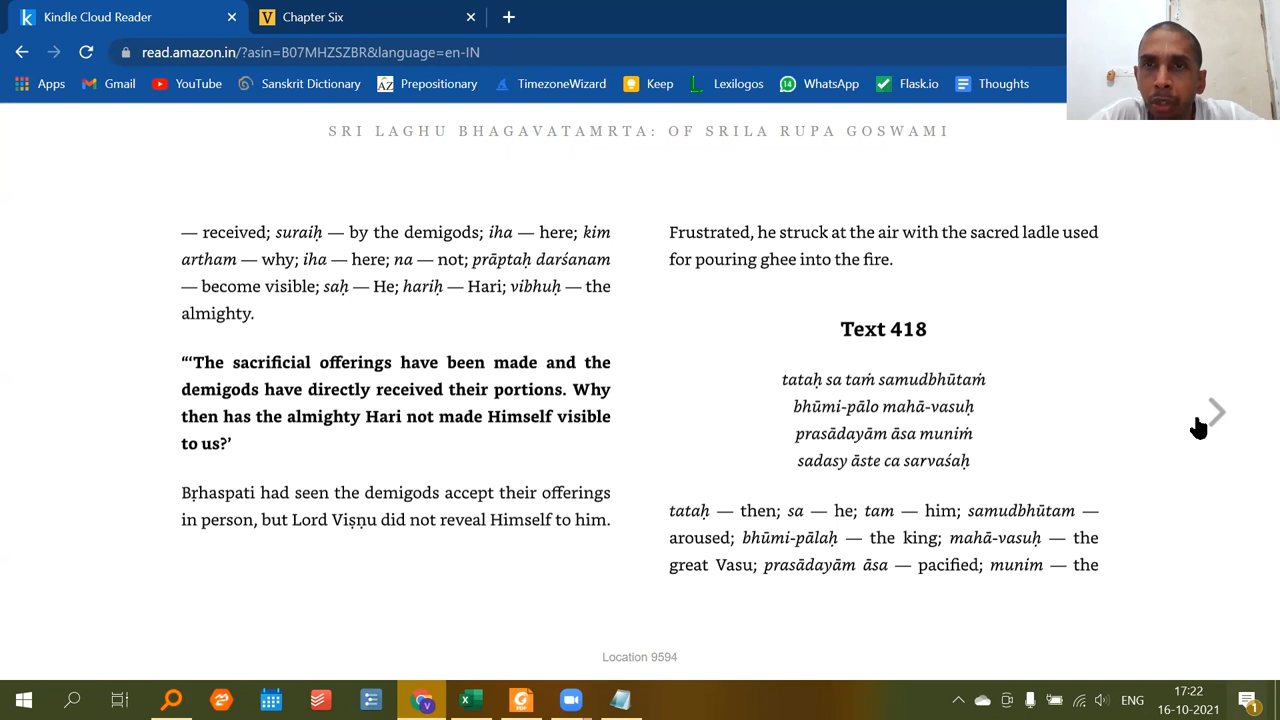 Kindle Cloud Reader
Chapter Six
read.amazon.in/?asin=B07MHZSZBR&language=en-IN
Apps Gmail YouTube Sanskrit Dictionary Prepositionary TimezoneWizard Keep Lexilogos WhatsApp Flask.io Thoughts
SRI LAGHU BHAGAVATAMRTA: OF SRILA RUPA GOSWAMI
— received; suraiḥ — by the demigods; iha — here; kim
artham — why; iha — here; na — not; prāptaḥ darśanam
— become visible; saḥ — He; hariḥ — Hari; vibhuḥ — the
almighty.
“‘The sacrificial offerings have been made and the
demigods have directly received their portions. Why
then has the almighty Hari not made Himself visible
to us?’
Bṛhaspati had seen the demigods accept their offerings
in person, but Lord Viṣṇu did not reveal Himself to him.
Frustrated, he struck at the air with the sacred ladle used
for pouring ghee into the fire.
Text 418
tataḥ sa taṁ samudbhūtaṁ
bhūmi-pālo mahā-vasuḥ
prasādayām āsa muniṁ
sadasy āste ca sarvaśaḥ
tataḥ — then; sa — he; tam — him; samudbhūtam —
aroused; bhūmi-pālaḥ — the king; mahā-vasuḥ — the
great Vasu; prasādayām āsa — pacified; munim — the
Location 9594
ENG
17:22
16-10-2021